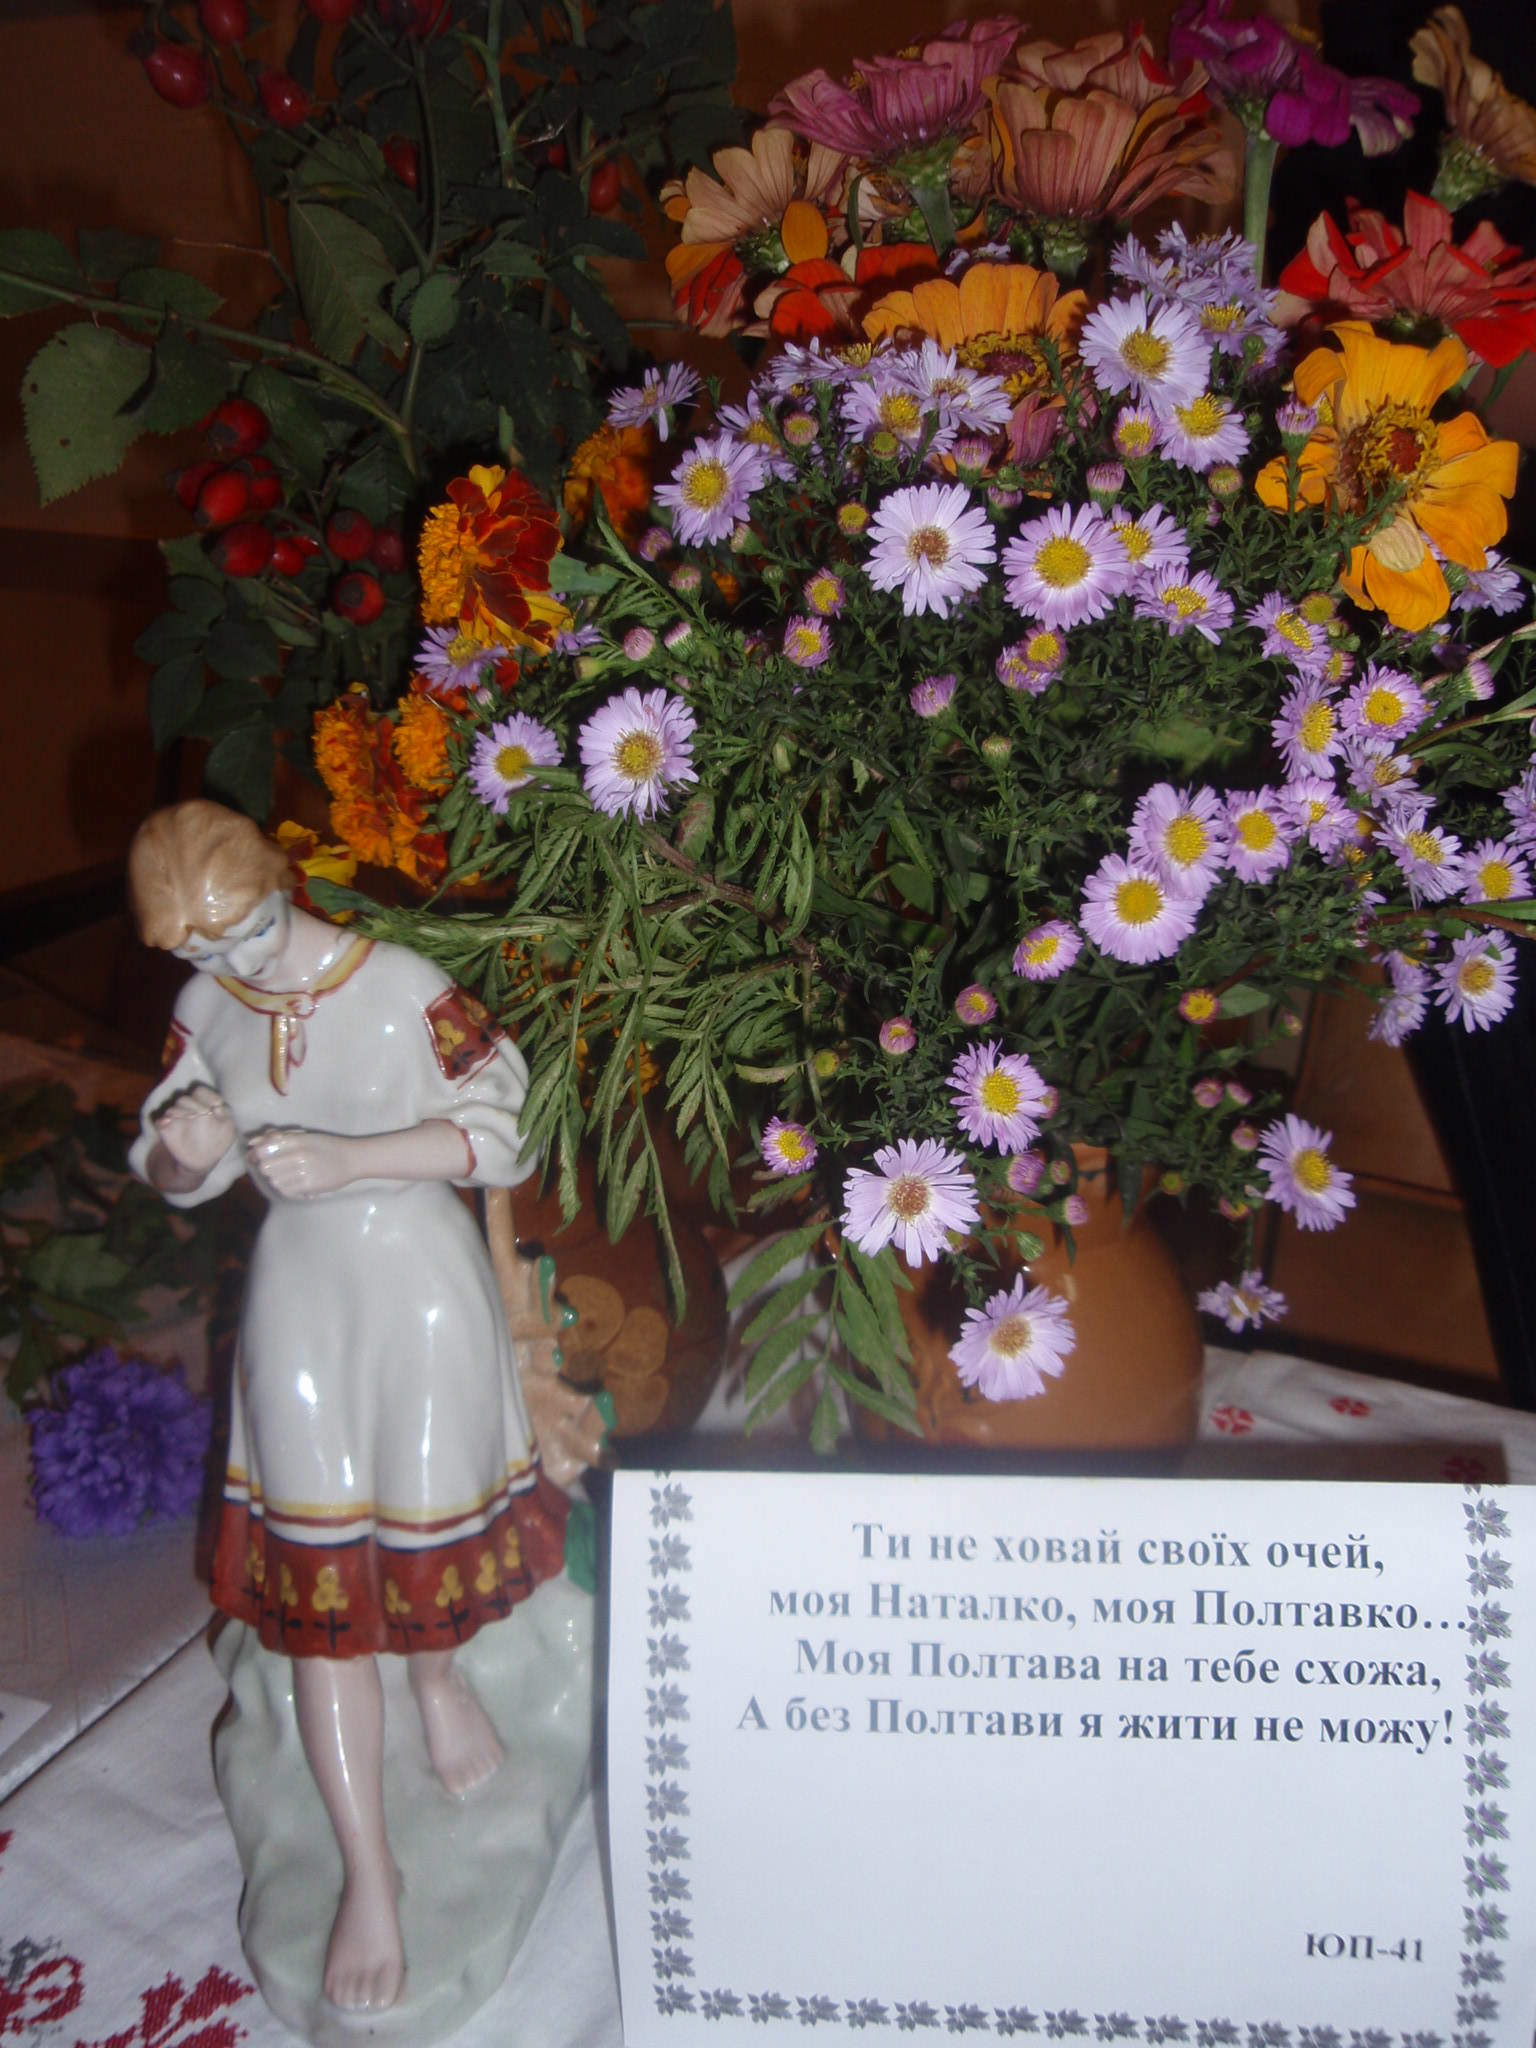 Ти не ховай своїх очей,
моя Наталко, моя Полтавко…
Моя Полтава на тебе схожа,
А без Полтави я жити не можу!
ЮП-41